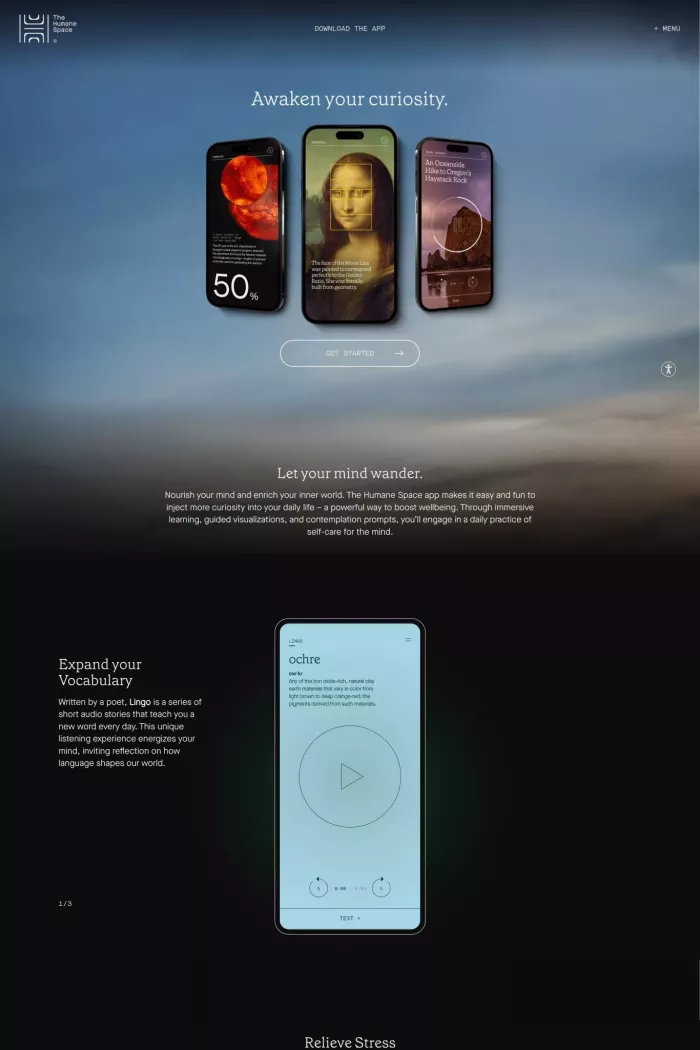 The
Humane
Space
DOWNLOAD THE APP
+ MENU
Awaken your curiosity.
50%
The face of the Mona Lisa
was painted to correspond
perfectly to the Golden
Ratio. She was literally
built from geometry.
An Oceanside
Hike to Oregon's
Haystack Rock
TEXT
GET STARTED →
Let your mind wander.
Nourish your mind and enrich your inner world. The Humane Space app makes it easy and fun to
inject more curiosity into your daily life – a powerful way to boost wellbeing. Through immersive
learning, guided visualizations, and contemplation prompts, you'll engage in a daily practice of
self-care for the mind.
Expand your
Vocabulary
Written by a poet, Lingo is a series of
short audio stories that teach you a
new word every day. This unique
listening experience energizes your
mind, inviting reflection on how
language shapes our world.
1/3
LINGO
ochre
ow·kr
Any of the iron oxide-rich, natural clay
earth materials that vary in color from
light brown to deep orange-red; the
pigments derived from such materials.
TEXT +
Relieve Stress